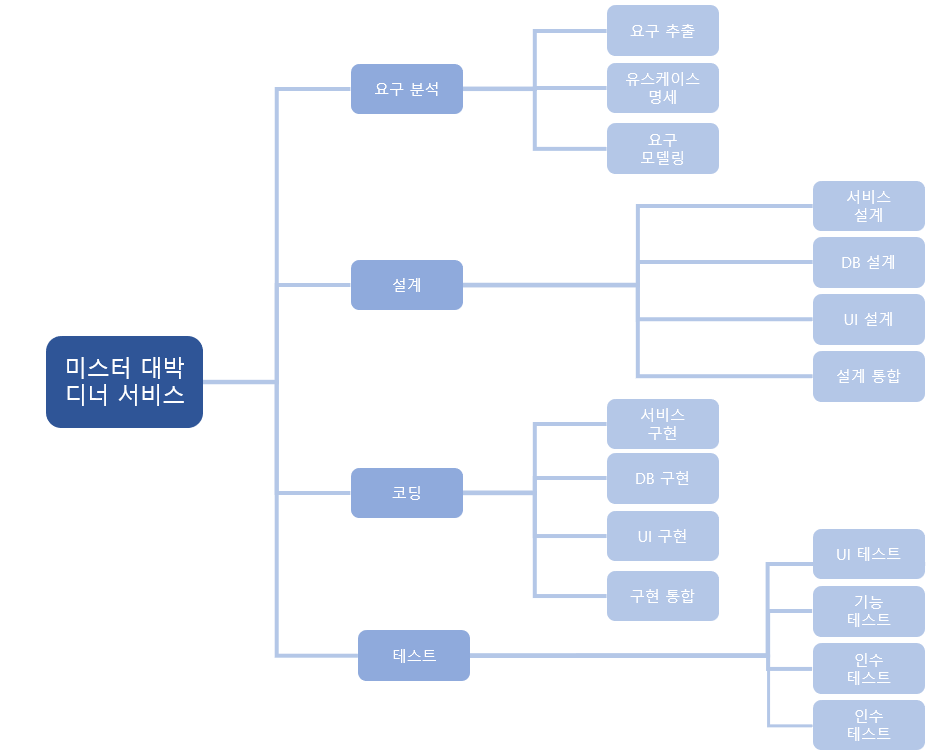 미스터 대박
디너 서비스
요구 분석
요구 추출
유스케이스
명세
요구
모델링
설계
서비스
설계
DB 설계
UI 설계
설계 통합
코딩
서비스
구현
DB 구현
UI 구현
구현 통합
테스트
UI 테스트
기능
테스트
인수
테스트
인수
테스트